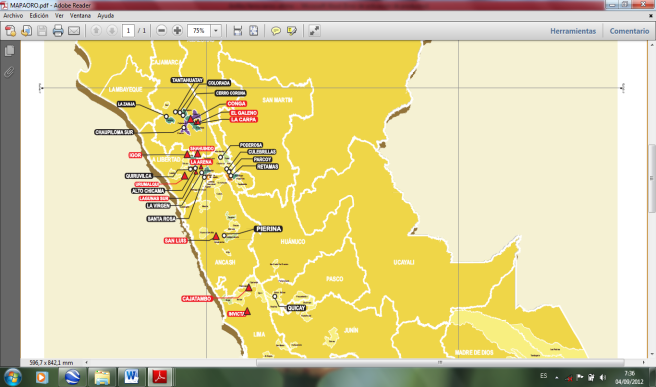 MAPAORO.pdf - Adobe Reader
Archivo Edición Ver Ventana Ayuda
1 / 1 75% Herramientas Comentario
CAJAMARCA
TANTAHUATAY
COLORADA
LAMBAYEQUE
CERRO CORONA
SAN MARTIN
LA ZANJA
CONGA
EL GALENO
LA CARPA
CHAUPILOMA SUR
PODEROSA
SHAHUINDO
CULEBRILLAS
IGOR
LA LIBERTAD
LA ARENA
PARCOY
RETAMAS
QUIRUVILCA
SHUMALOSA
ALTO CHICAMA
LAGUNAS SUR
LA VIRGEN
SANTA ROSA
PIERINA
SAN LUIS
HUÁNUCO
ANCASH
UCAYALI
PASCO
CAJATAMBO
QUICAY
INVICTA
LIMA
JUNÍN
MADRE DE DIOS
596,7 x 842,1 mm
ES 7:36
04/09/2012